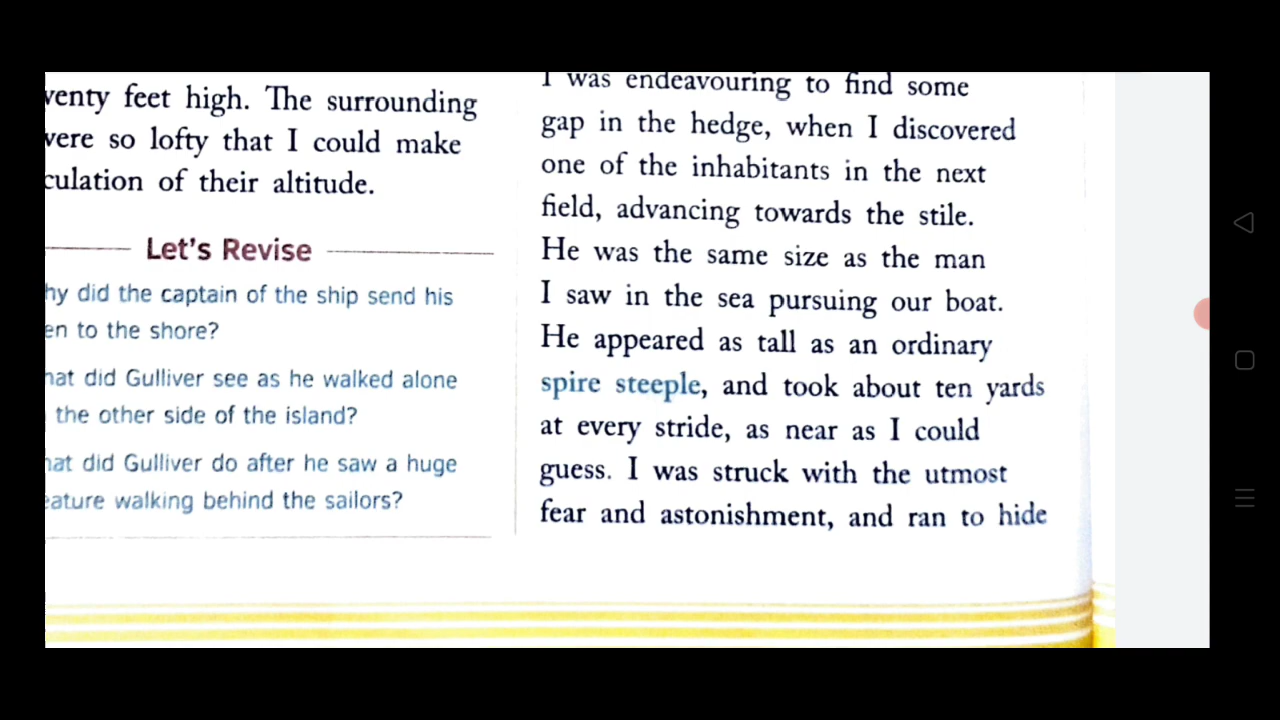 venty feet high. The surrounding
were so lofty that I could make
culation of their altitude.
Let's Revise
hy did the captain of the ship send his
en to the shore?
hat did Gulliver see as he walked alone
the other side of the island?
hat did Gulliver do after he saw a huge
eature walking behind the sailors?
I was endeavouring to find some
gap in the hedge, when I discovered
one of the inhabitants in the next
field, advancing towards the stile.
He was the same size as the man
I saw in the sea pursuing our boat.
He appeared as tall as an ordinary
spire steeple, and took about ten yards
at every stride, as near as I could
guess. I was struck with the utmost
fear and astonishment, and ran to hide